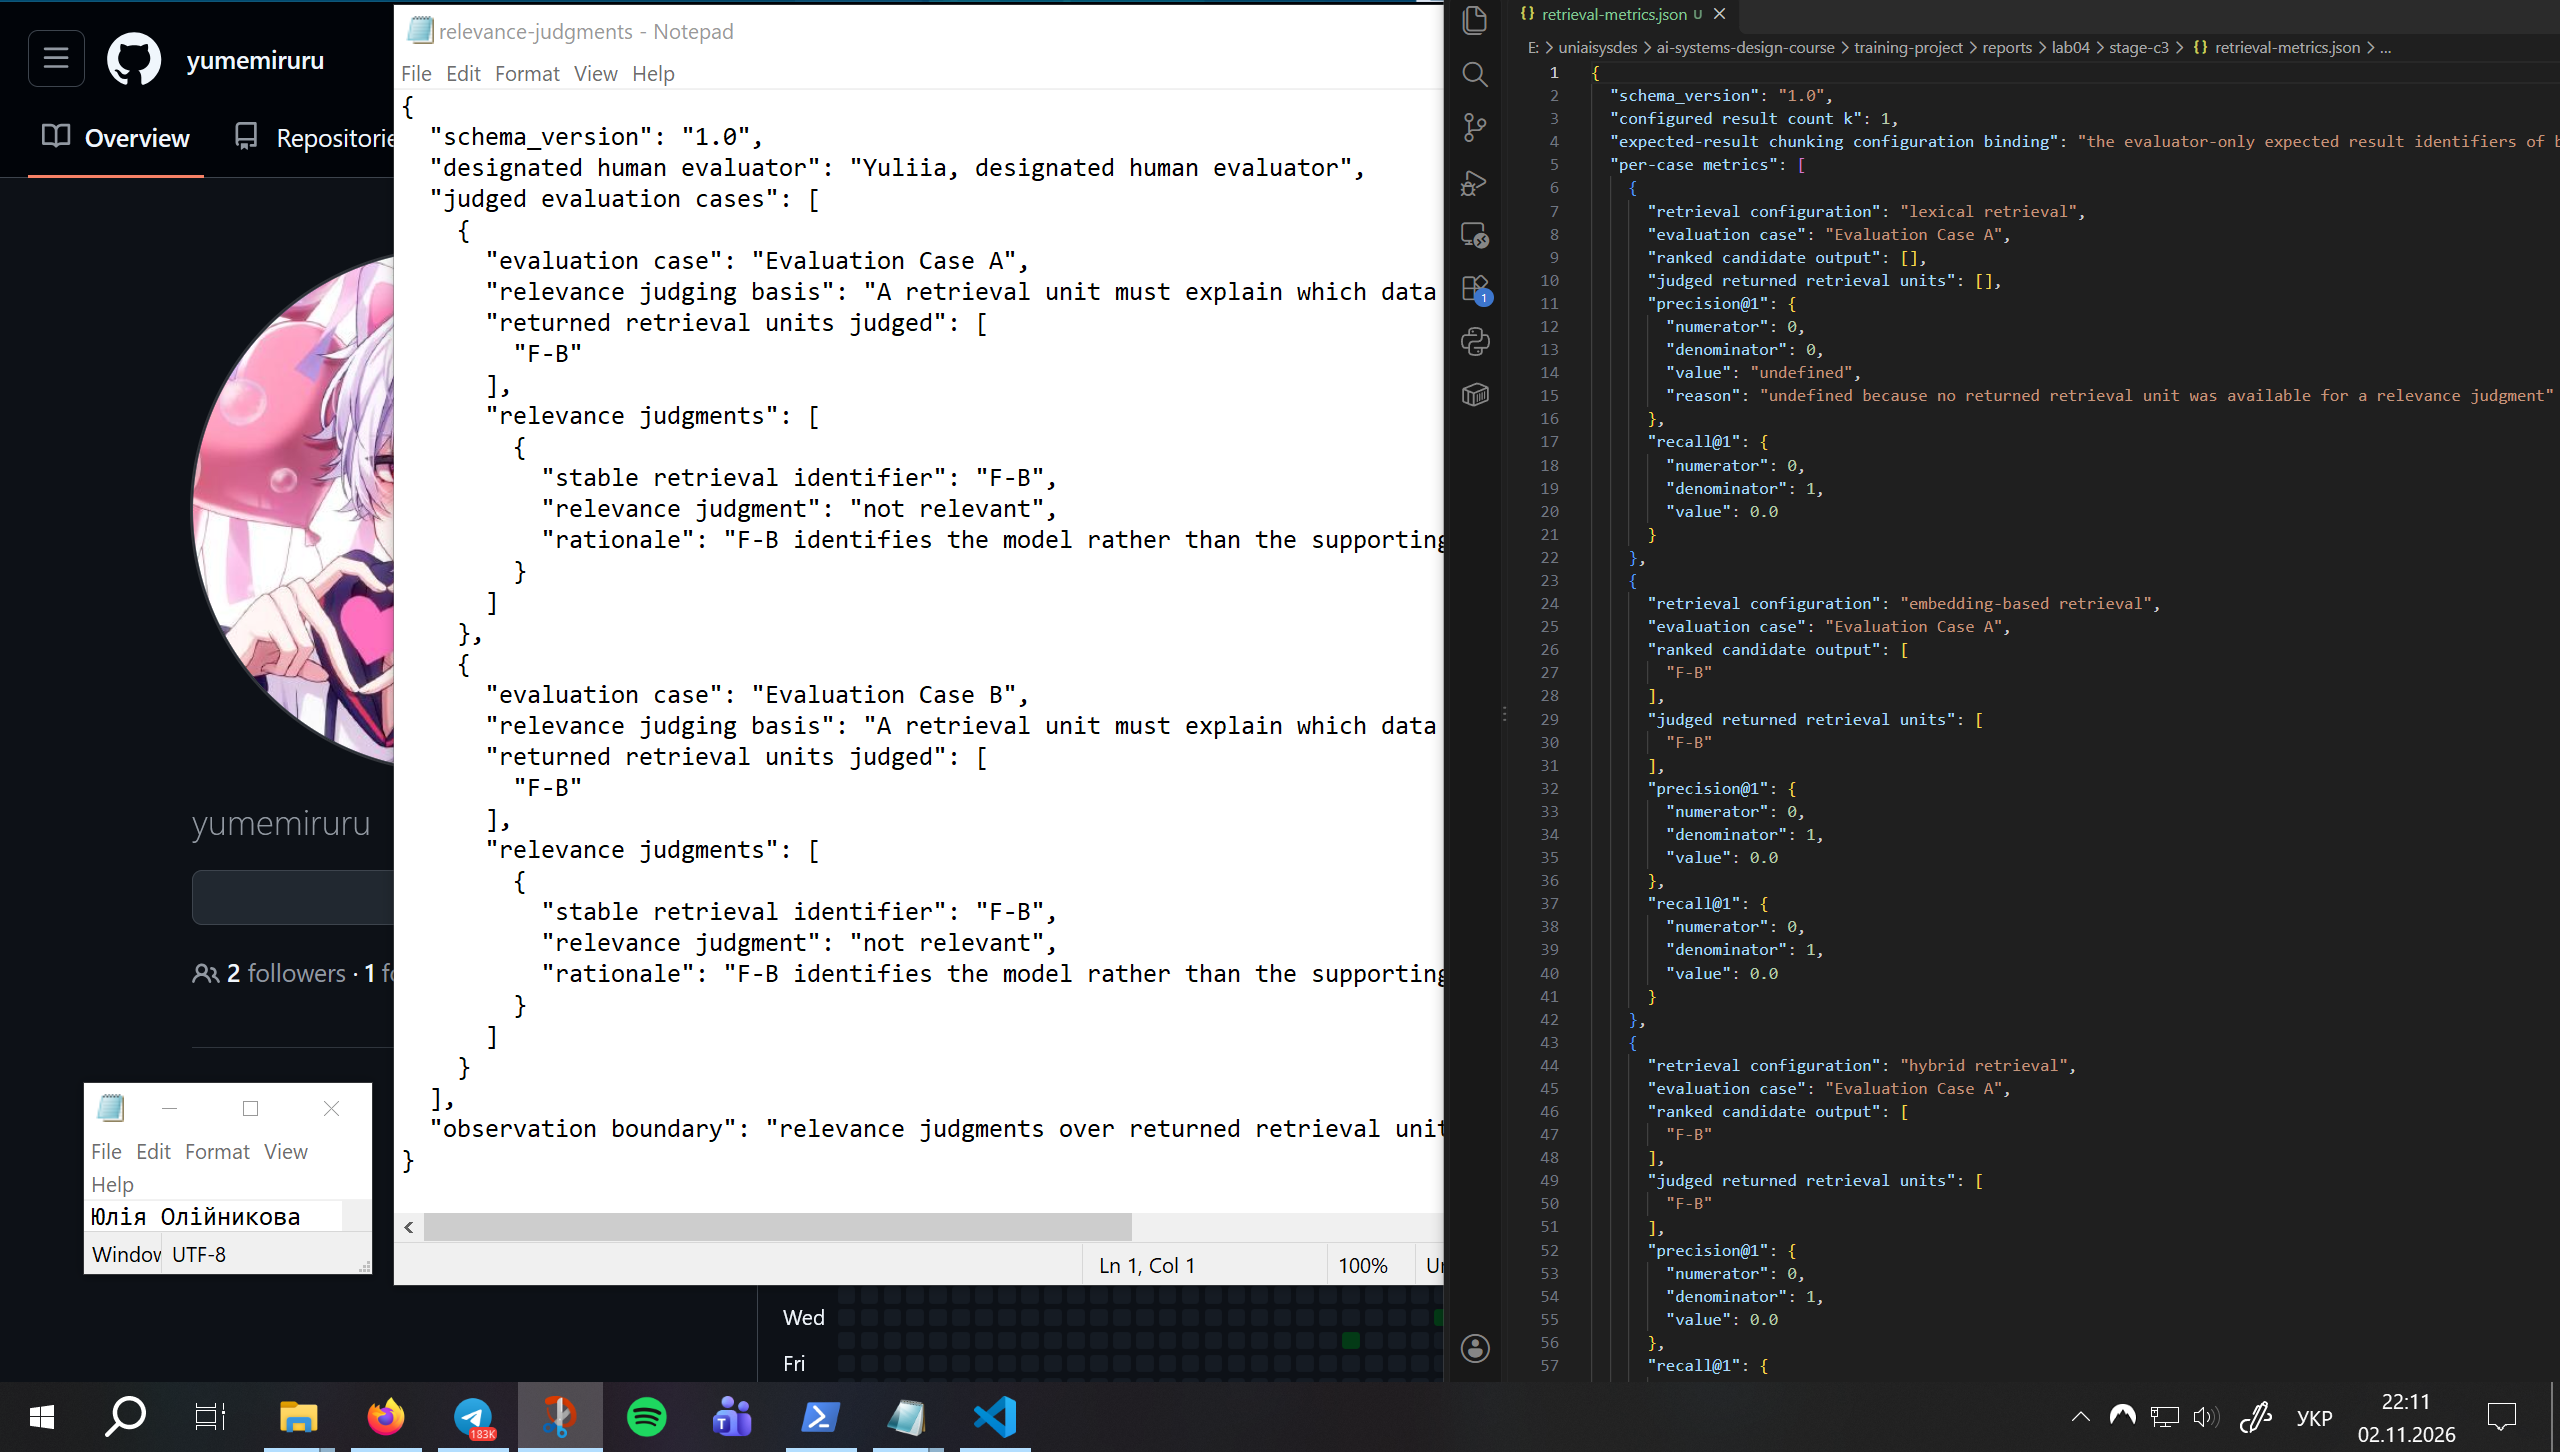 yumemiruru
Overview
Repositorie
yumemiruru
2 followers · 1 fo
Wed
Fri
relevance-judgments - Notepad
File Edit Format View Help
{
"schema_version": "1.0",
"designated human evaluator": "Yuliia, designated human evaluator",
"judged evaluation cases": [
{
"evaluation case": "Evaluation Case A",
"relevance judging basis": "A retrieval unit must explain which data
"returned retrieval units judged": [
"F-B"
],
"relevance judgments": [
{
"stable retrieval identifier": "F-B",
"relevance judgment": "not relevant",
"rationale": "F-B identifies the model rather than the supporting
}
]
},
{
"evaluation case": "Evaluation Case B",
"relevance judging basis": "A retrieval unit must explain which data
"returned retrieval units judged": [
"F-B"
],
"relevance judgments": [
{
"stable retrieval identifier": "F-B",
"relevance judgment": "not relevant",
"rationale": "F-B identifies the model rather than the supporting
}
]
}
],
"observation boundary": "relevance judgments over returned retrieval unit
}
Ln 1, Col 1
100%
File Edit Format View
Help
Юлія Олійникова
Window UTF-8
{} retrieval-metrics.json U
E: > uniaisysdes > ai-systems-design-course > training-project > reports > lab04 > stage-c3 > {} retrieval-metrics.json > ...
1
1 {
2 "schema_version": "1.0",
3 "configured result count k": 1,
4 "expected-result chunking configuration binding": "the evaluator-only expected result identifiers of b
5 "per-case metrics": [
6 {
7 "retrieval configuration": "lexical retrieval",
8 "evaluation case": "Evaluation Case A",
9 "ranked candidate output": [],
10 "judged returned retrieval units": [],
11 "precision@1": {
12 "numerator": 0,
13 "denominator": 0,
14 "value": "undefined",
15 "reason": "undefined because no returned retrieval unit was available for a relevance judgment"
16 },
17 "recall@1": {
18 "numerator": 0,
19 "denominator": 1,
20 "value": 0.0
21 }
22 },
23 {
24 "retrieval configuration": "embedding-based retrieval",
25 "evaluation case": "Evaluation Case A",
26 "ranked candidate output": [
27 "F-B"
28 ],
29 "judged returned retrieval units": [
30 "F-B"
31 ],
32 "precision@1": {
33 "numerator": 0,
34 "denominator": 1,
35 "value": 0.0
36 },
37 "recall@1": {
38 "numerator": 0,
39 "denominator": 1,
40 "value": 0.0
41 }
42 },
43 {
44 "retrieval configuration": "hybrid retrieval",
45 "evaluation case": "Evaluation Case A",
46 "ranked candidate output": [
47 "F-B"
48 ],
49 "judged returned retrieval units": [
50 "F-B"
51 ],
52 "precision@1": {
53 "numerator": 0,
54 "denominator": 1,
55 "value": 0.0
56 },
57 "recall@1": {
183K
УКР
22:11
02.11.2026